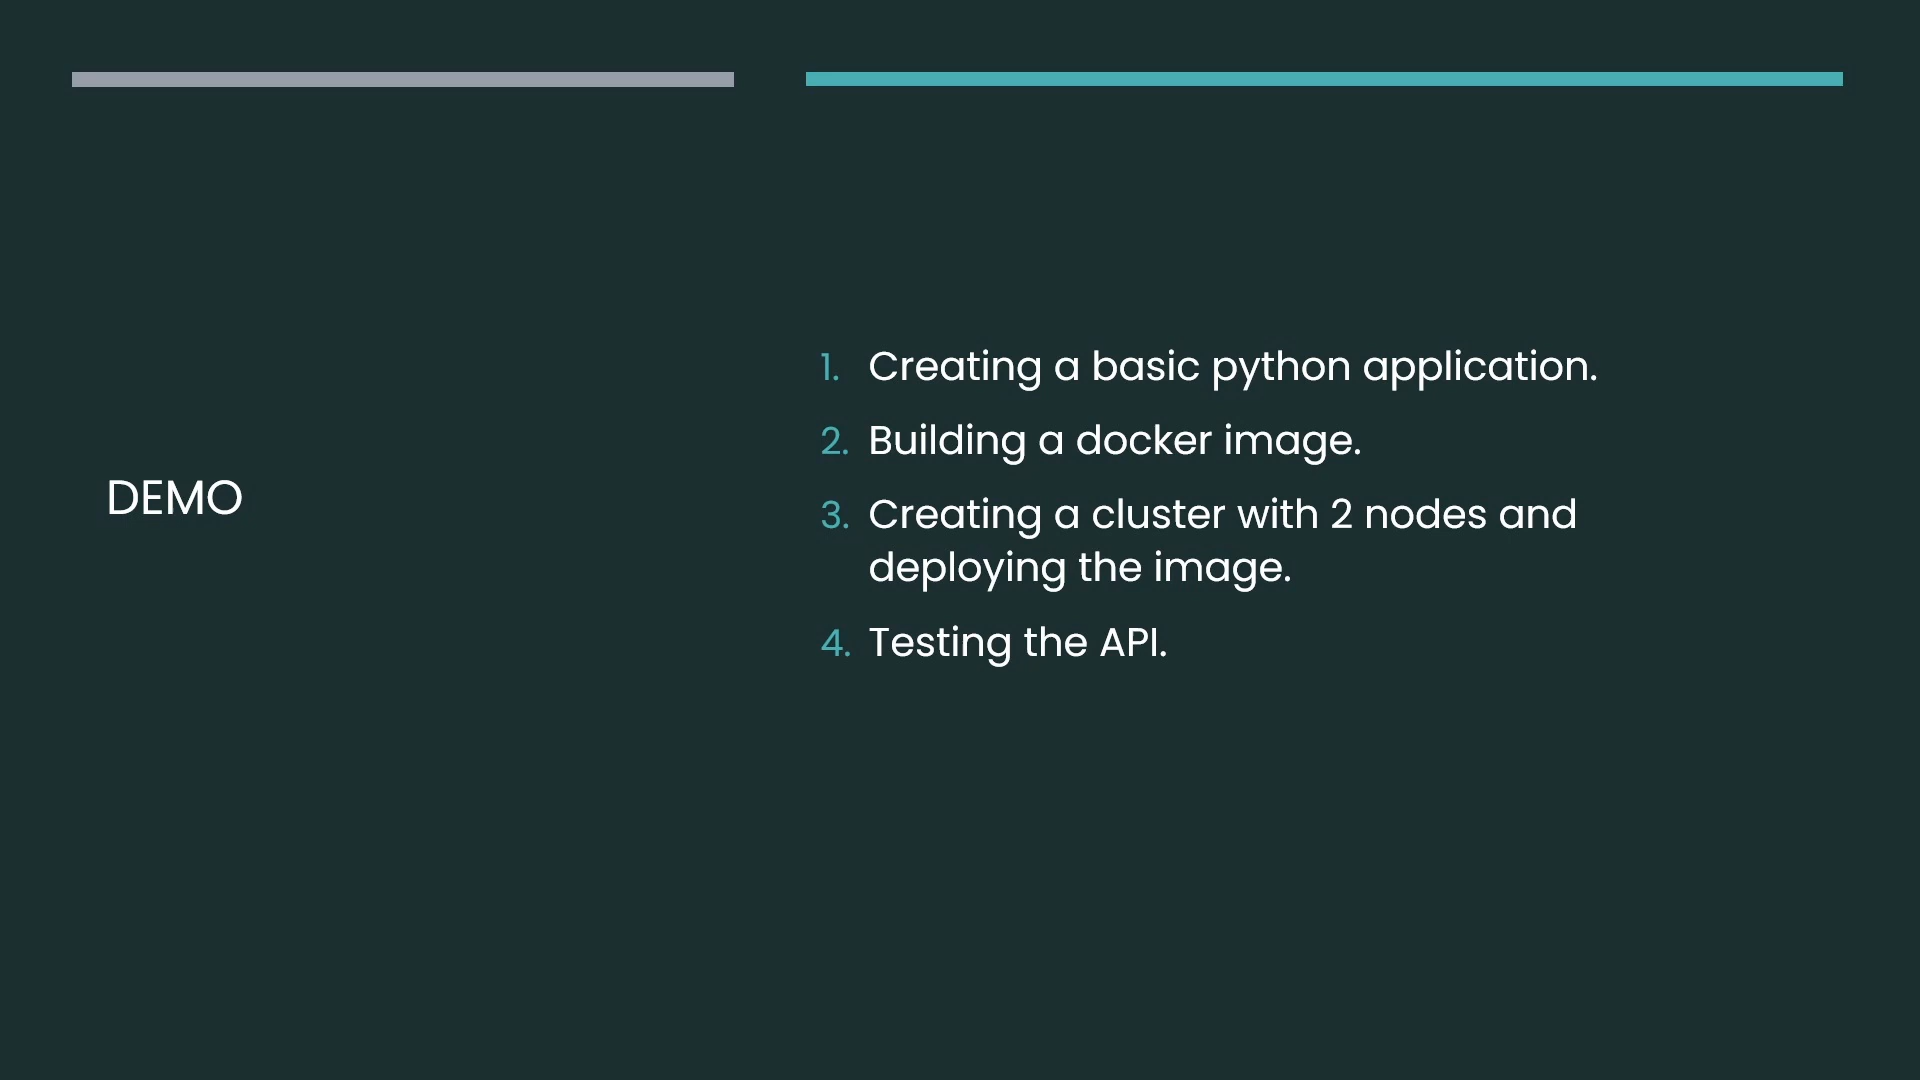 DEMO
1. Creating a basic python application.
2. Building a docker image.
3. Creating a cluster with 2 nodes and
deploying the image.
4. Testing the API.